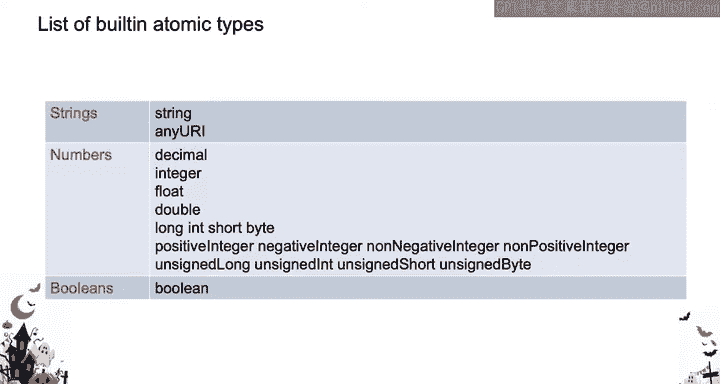 List of builtin atomic types
Strings
string
anyURI
Numbers
decimal
integer
float
double
long int short byte
positiveInteger negativeInteger nonNegativeInteger nonPositiveInteger
unsignedLong unsignedInt unsignedShort unsignedByte
Booleans
boolean